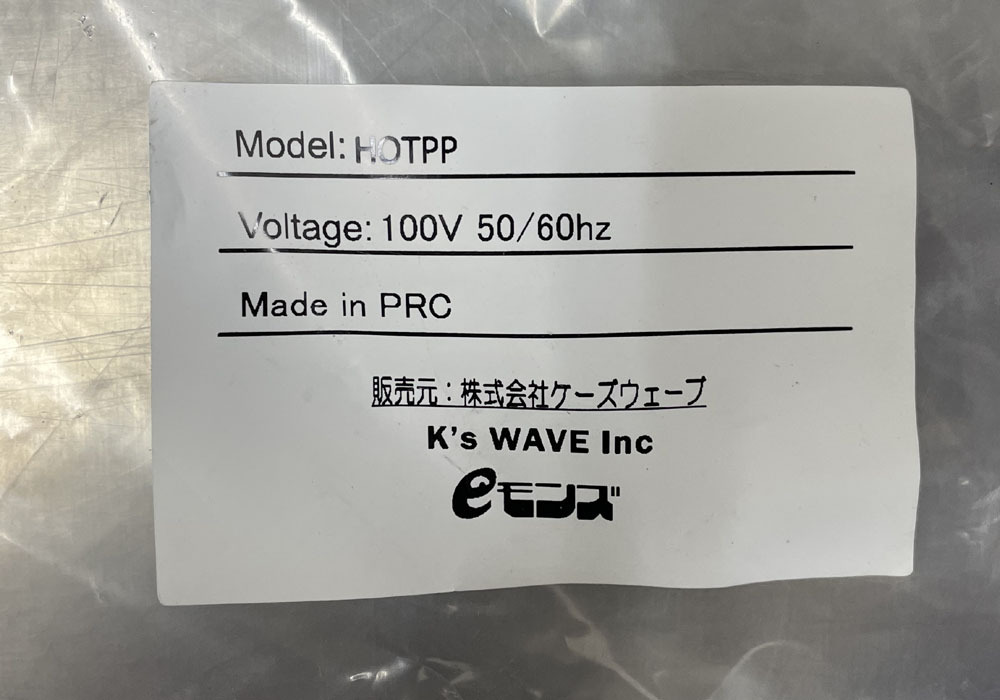 Model: HOTPP
Voltage: 100V 50/60hz
Made in PRC
販売元：株式会社ケーズウェーブ
K's WAVE Inc
eモンズ